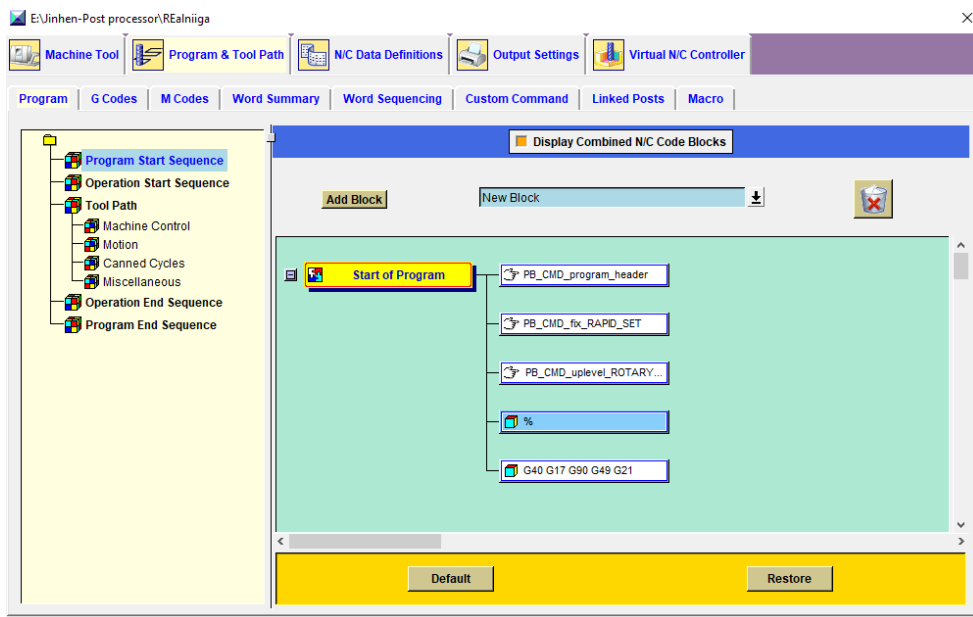 E:\Jinhen-Post processor\REalniiga
Machine Tool
Program & Tool Path
N/C Data Definitions
Output Settings
Virtual N/C Controller
Program
G Codes
M Codes
Word Summary
Word Sequencing
Custom Command
Linked Posts
Macro
Program Start Sequence
Operation Start Sequence
Tool Path
Machine Control
Motion
Canned Cycles
Miscellaneous
Operation End Sequence
Program End Sequence
Display Combined N/C Code Blocks
Add Block
New Block
Start of Program
PB_CMD_program_header
PB_CMD_fix_RAPID_SET
PB_CMD_uplevel_ROTARY...
%
G40 G17 G90 G49 G21
Default
Restore